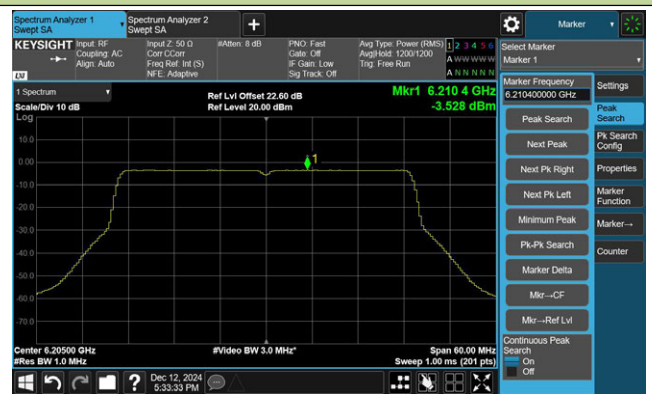 Spectrum Analyzer 1
Swept SA
Spectrum Analyzer 2
Swept SA
+
Marker
KEYSIGHT
Input: RF
Coupling: AC
Align: Auto
Input Z: 50 Ω
Corr CCorr
Freq Ref: Int (S)
NFE: Adaptive
#Atten: 8 dB
PNO: Fast
Gate: Off
IF Gain: Low
Sig Track: Off
Avg Type: Power (RMS)
Avg|Hold: 1200/1200
Trig: Free Run
1 2 3 4 5 6
A WW WW W
A N N N N N
LXI
Select Marker
Marker 1
1 Spectrum
Scale/Div 10 dB
Log
Ref Lvl Offset 22.60 dB
Ref Level 20.00 dBm
Mkr1 6.210 4 GHz
-3.528 dBm
10.0
0.00
-10.0
-20.0
-30.0
-40.0
-50.0
-60.0
-70.0
1
Center 6.20500 GHz
#Res BW 1.0 MHz
#Video BW 3.0 MHz*
Span 60.00 MHz
Sweep 1.00 ms (201 pts)
Marker Frequency
6.210400000 GHz
Peak Search
Next Peak
Next Pk Right
Next Pk Left
Minimum Peak
Pk-Pk Search
Marker Delta
Mkr→CF
Mkr→Ref Lvl
Continuous Peak
Search
On
Off
Settings
Peak
Search
Pk Search
Config
Properties
Marker
Function
Marker→
Counter
?
Dec 12, 2024
5:33:33 PM